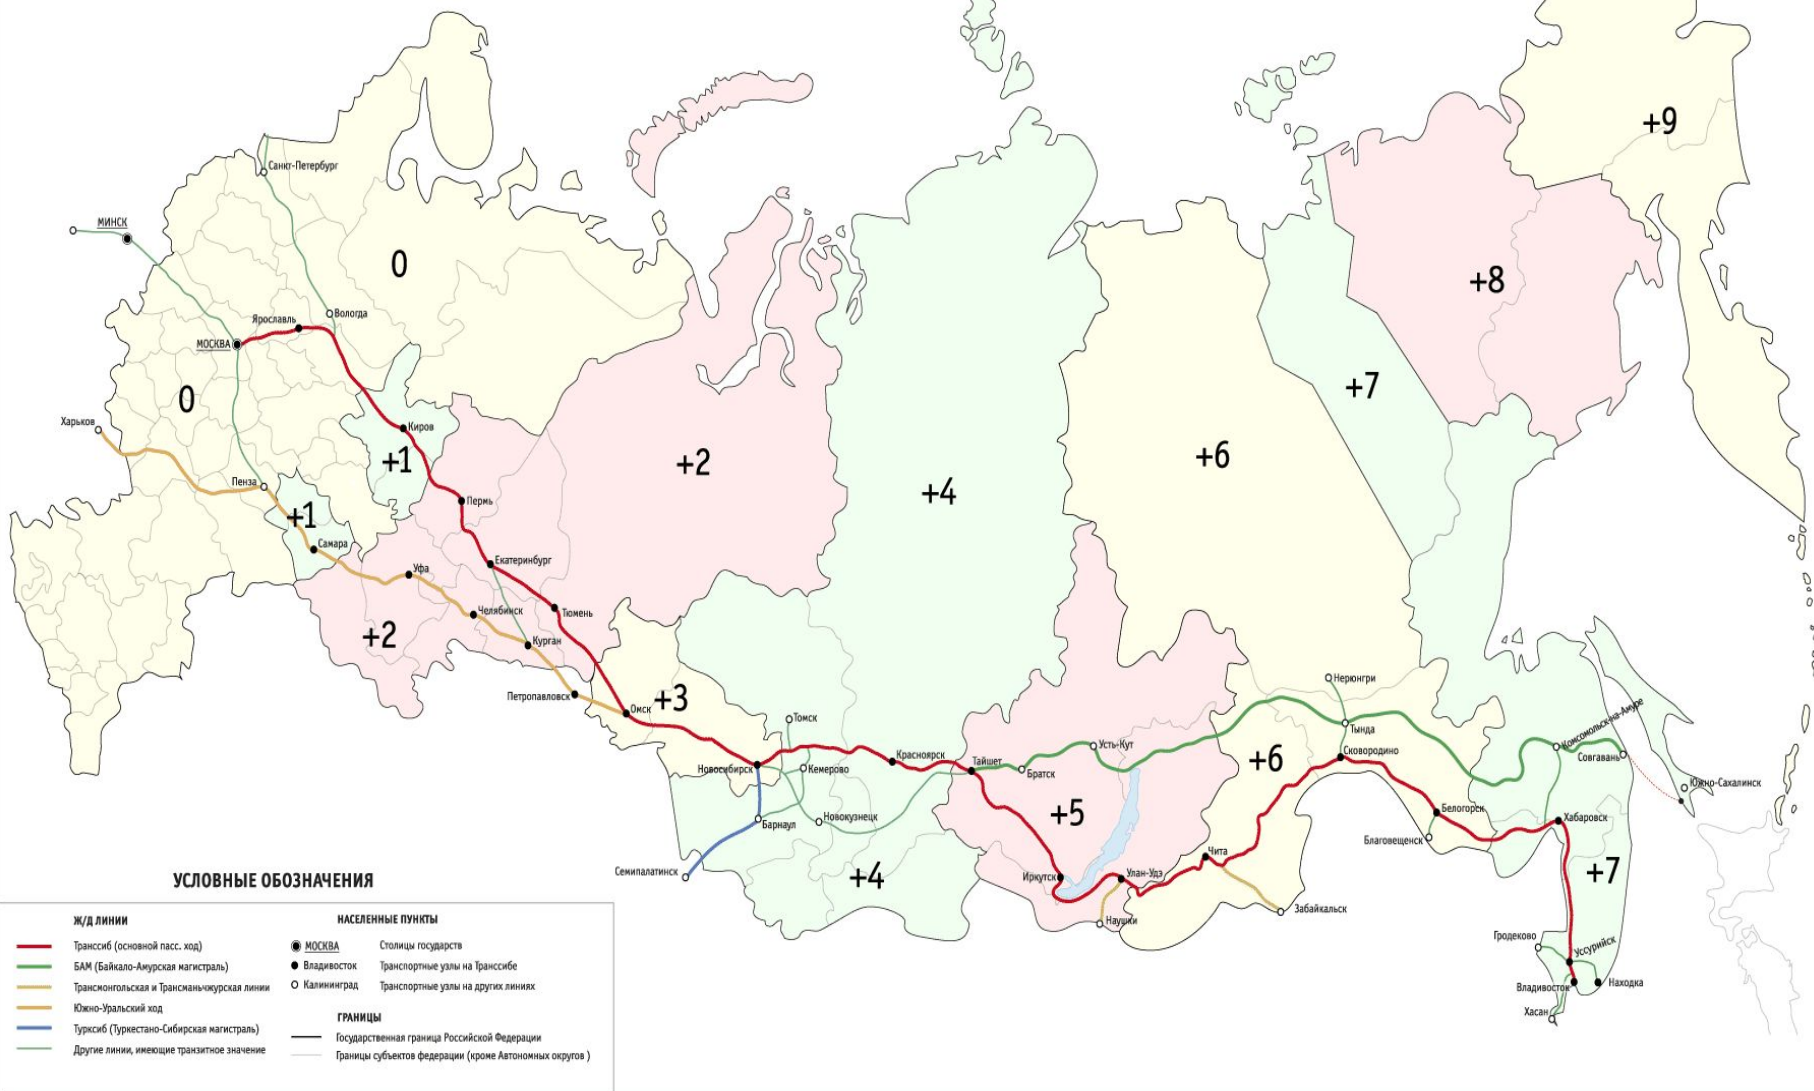 +9
Санкт-Петербург
МИНСК
0
+8
Вологда
Ярославль
МОСКВА
0
+7
Харьков
Киров
+1
+2
+6
Пенза
+4
Пермь
+1
Самара
Екатеринбург
Уфа
Челябинск
Тюмень
+2
Курган
Нерюнгри
Петропавловск
+3
Омск
Томск
Тында
Комсомольск-на-Амуре
Усть-Кут
Сковородино
Совгавань
Красноярск
Тайшет
Новосибирск
Кемерово
Братск
+6
Южно-Сахалинск
Барнаул
Новокузнецк
+5
Белогорск
Хабаровск
Благовещенск
Чита
Семипалатинск
+4
Иркутск
Улан-Удэ
+7
Забайкальск
Наушки
Гродеково
Уссурийск
Владивосток
Находка
Хасан
УСЛОВНЫЕ ОБОЗНАЧЕНИЯ
Ж/Д ЛИНИИ
Транссиб (основной пасс. ход)
БАМ (Байкало-Амурская магистраль)
Трансмонгольская и Трансманьчжурская линии
Южно-Уральский ход
Турксиб (Туркестано-Сибирская магистраль)
Другие линии, имеющие транзитное значение
НАСЕЛЕННЫЕ ПУНКТЫ
МОСКВА Столицы государств
Владивосток Транспортные узлы на Транссибе
Калининград Транспортные узлы на других линиях
ГРАНИЦЫ
Государственная граница Российской Федерации
Границы субъектов федерации (кроме Автономных округов )